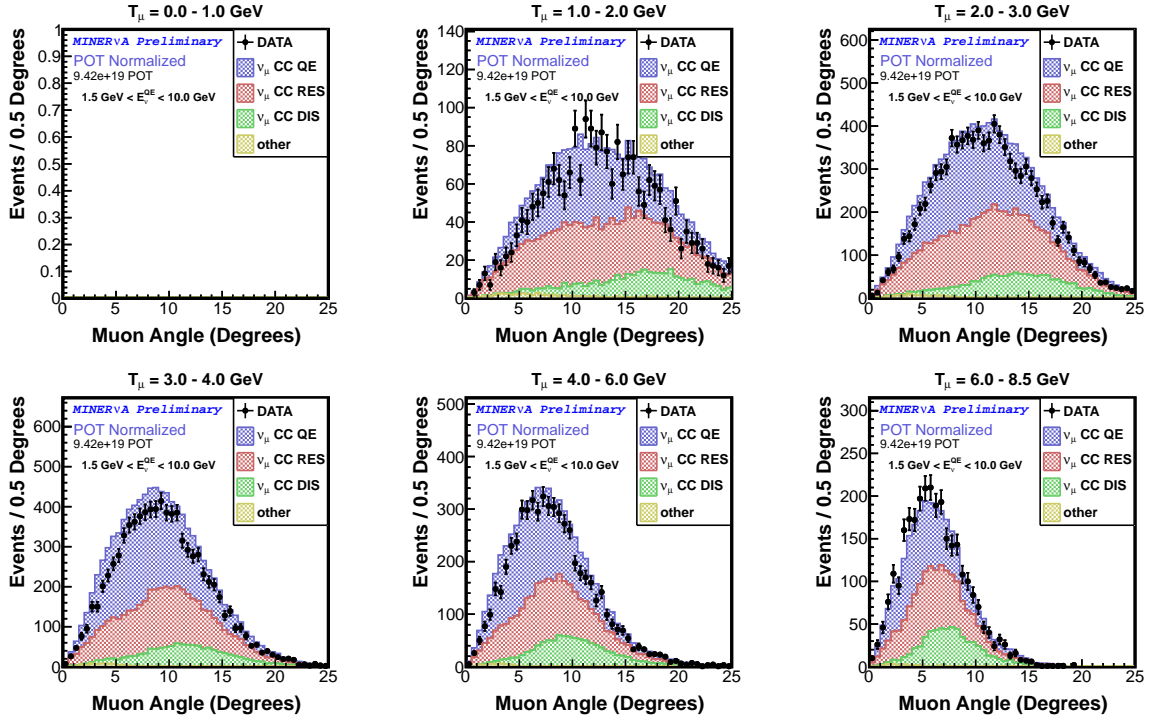 T_μ = 0.0 - 1.0 GeV
MINERνA Preliminary
POT Normalized
9.42e+19 POT
1.5 GeV < E_ν^QE < 10.0 GeV
DATA
ν_μ CC QE
ν_μ CC RES
ν_μ CC DIS
other
Events / 0.5 Degrees
1
0.9
0.8
0.7
0.6
0.5
0.4
0.3
0.2
0.1
0
0 5 10 15 20 25
Muon Angle (Degrees)
T_μ = 1.0 - 2.0 GeV
MINERνA Preliminary
POT Normalized
9.42e+19 POT
1.5 GeV < E_ν^QE < 10.0 GeV
DATA
ν_μ CC QE
ν_μ CC RES
ν_μ CC DIS
other
Events / 0.5 Degrees
140
120
100
80
60
40
20
0
0 5 10 15 20 25
Muon Angle (Degrees)
T_μ = 2.0 - 3.0 GeV
MINERνA Preliminary
POT Normalized
9.42e+19 POT
1.5 GeV < E_ν^QE < 10.0 GeV
DATA
ν_μ CC QE
ν_μ CC RES
ν_μ CC DIS
other
Events / 0.5 Degrees
600
500
400
300
200
100
0
0 5 10 15 20 25
Muon Angle (Degrees)
T_μ = 3.0 - 4.0 GeV
MINERνA Preliminary
POT Normalized
9.42e+19 POT
1.5 GeV < E_ν^QE < 10.0 GeV
DATA
ν_μ CC QE
ν_μ CC RES
ν_μ CC DIS
other
Events / 0.5 Degrees
600
500
400
300
200
100
0
0 5 10 15 20 25
Muon Angle (Degrees)
T_μ = 4.0 - 6.0 GeV
MINERνA Preliminary
POT Normalized
9.42e+19 POT
1.5 GeV < E_ν^QE < 10.0 GeV
DATA
ν_μ CC QE
ν_μ CC RES
ν_μ CC DIS
other
Events / 0.5 Degrees
500
400
300
200
100
0
0 5 10 15 20 25
Muon Angle (Degrees)
T_μ = 6.0 - 8.5 GeV
MINERνA Preliminary
POT Normalized
9.42e+19 POT
1.5 GeV < E_ν^QE < 10.0 GeV
DATA
ν_μ CC QE
ν_μ CC RES
ν_μ CC DIS
other
Events / 0.5 Degrees
300
250
200
150
100
50
0
0 5 10 15 20 25
Muon Angle (Degrees)